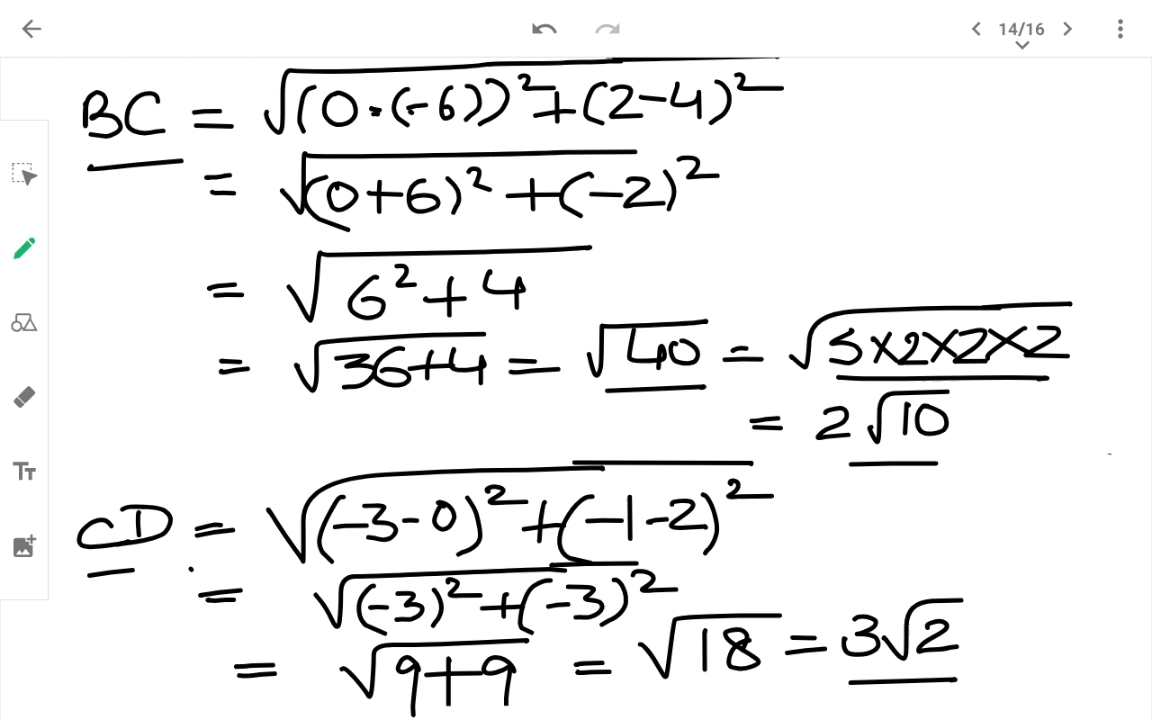 14/16
BC = √(0-(-6))²+(2-4)²
= √(0+6)²+(-2)²
= √6²+4
= √36+4 = √40 = √5×2×2×2
= 2√10
CD = √(-3-0)²+(-1-2)²
= √(-3)²+(-3)²
= √9+9 = √18 = 3√2
Tт